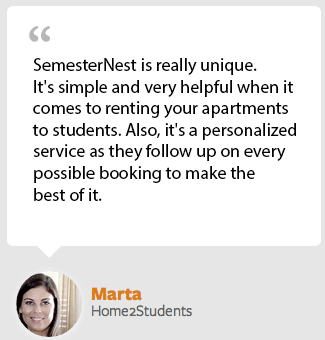 “
SemesterNest is really unique.
It's simple and very helpful when it
comes to renting your apartments
to students. Also, it's a personalized
service as they follow up on every
possible booking to make the
best of it.
Marta
Home2Students